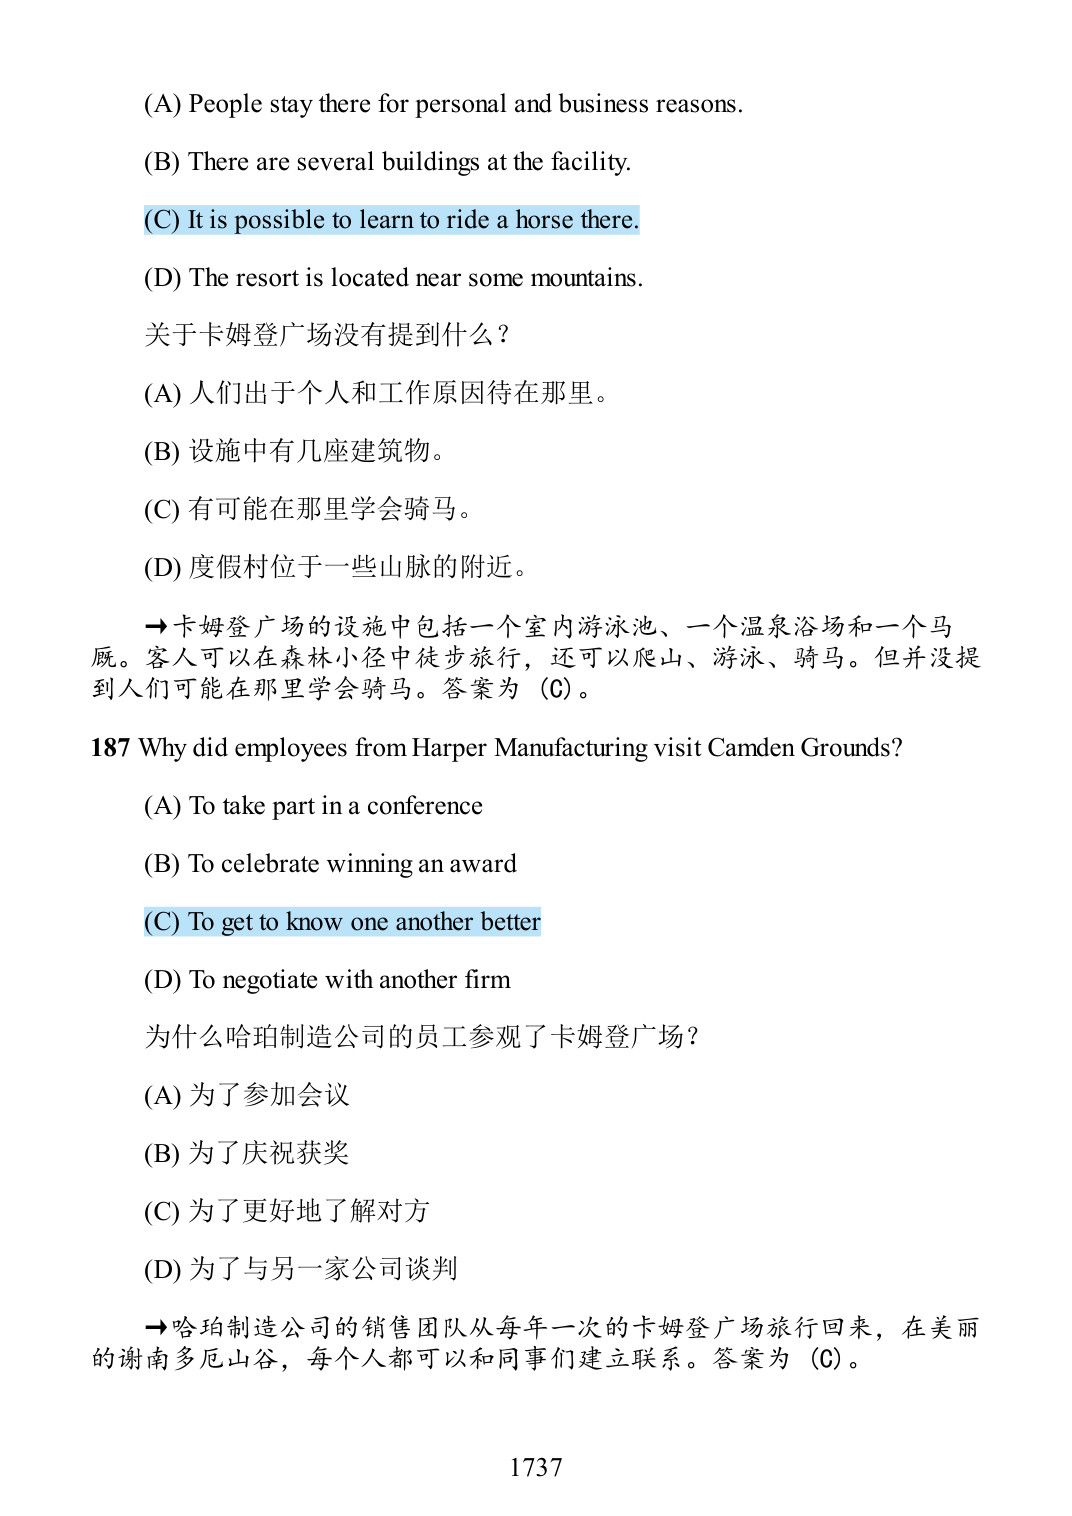 (A) People stay there for personal and business reasons.
(B) There are several buildings at the facility.
(C) It is possible to learn to ride a horse there.
(D) The resort is located near some mountains.
关于卡姆登广场没有提到什么？
(A) 人们出于个人和工作原因待在那里。
(B) 设施中有几座建筑物。
(C) 有可能在那里学会骑马。
(D) 度假村位于一些山脉的附近。
→卡姆登广场的设施中包括一个室内游泳池、一个温泉浴场和一个马
厩。客人可以在森林小径中徒步旅行，还可以爬山、游泳、骑马。但并没提
到人们可能在那里学会骑马。答案为 (C)。
187 Why did employees from Harper Manufacturing visit Camden Grounds?
(A) To take part in a conference
(B) To celebrate winning an award
(C) To get to know one another better
(D) To negotiate with another firm
为什么哈珀制造公司的员工参观了卡姆登广场？
(A) 为了参加会议
(B) 为了庆祝获奖
(C) 为了更好地了解对方
(D) 为了与另一家公司谈判
→哈珀制造公司的销售团队从每年一次的卡姆登广场旅行回来，在美丽
的谢南多厄山谷，每个人都可以和同事们建立联系。答案为 (C)。
1737